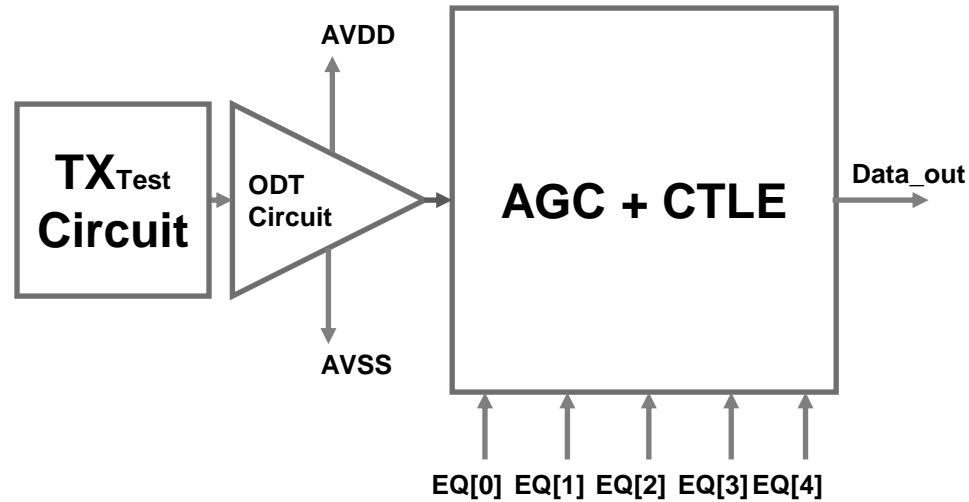 AVDD
TXTest
Circuit
ODT
Circuit
AGC + CTLE
Data_out
AVSS
EQ[0] EQ[1] EQ[2] EQ[3] EQ[4]